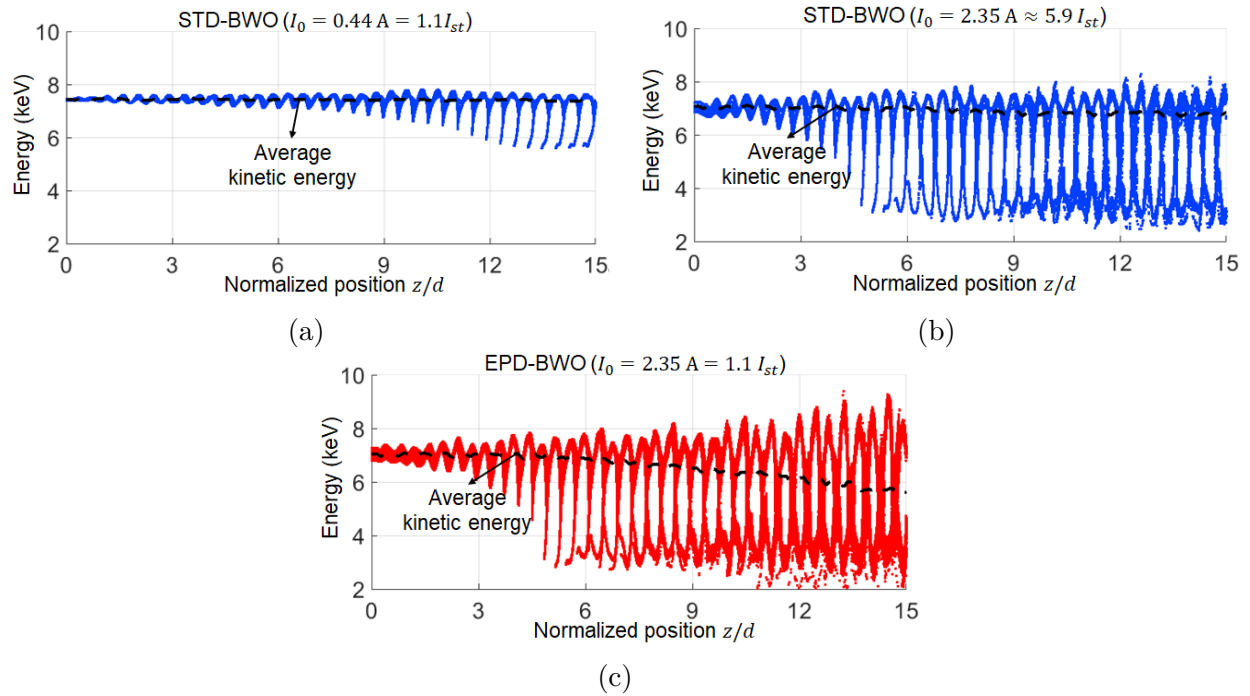 STD-BWO (I₀ = 0.44 A = 1.1Iₛₜ)
10
8
6
4
2
Energy (keV)
Average
kinetic energy
0 3 6 9 12 15
Normalized position z/d
(a)
STD-BWO (I₀ = 2.35 A ≈ 5.9 Iₛₜ)
10
8
6
4
2
Energy (keV)
Average
kinetic energy
0 3 6 9 12 15
Normalized position z/d
(b)
EPD-BWO (I₀ = 2.35 A = 1.1 Iₛₜ)
10
8
6
4
2
Energy (keV)
Average
kinetic energy
0 3 6 9 12 15
Normalized position z/d
(c)